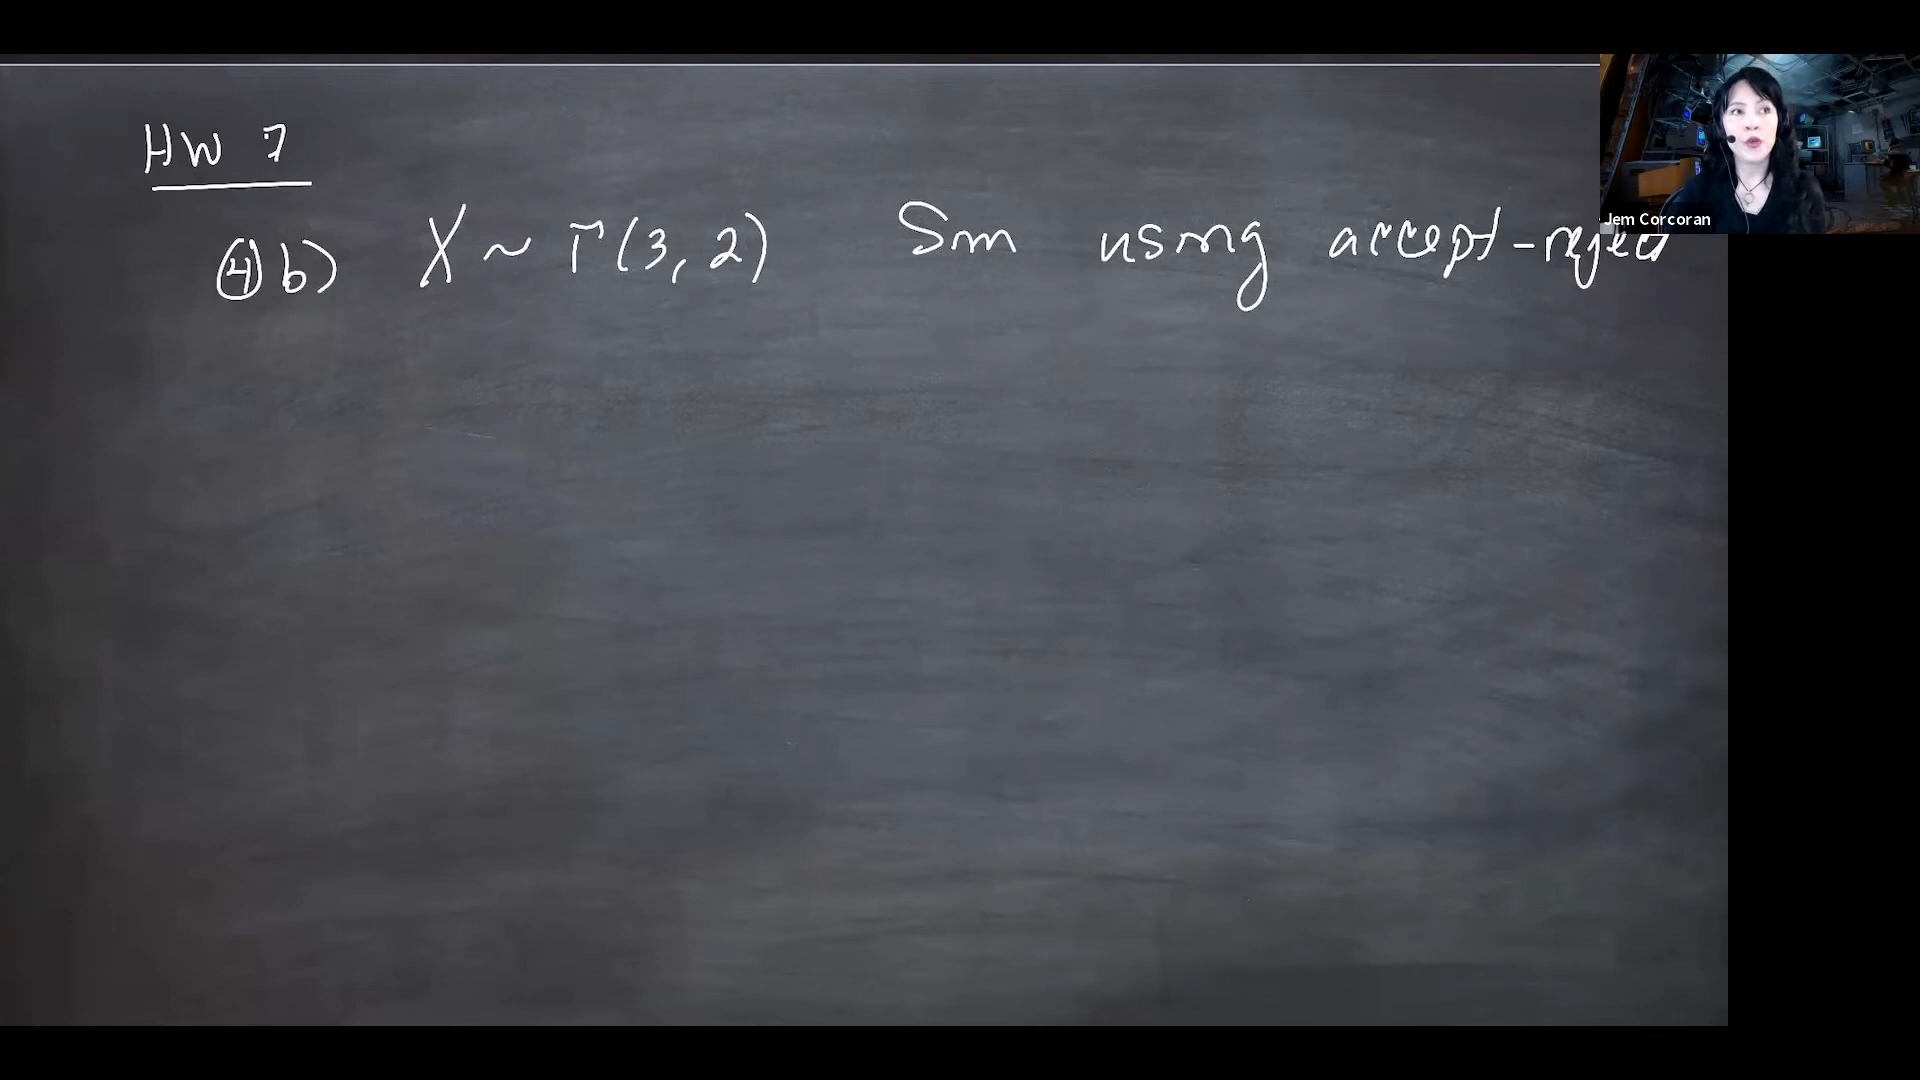 HW 7
Jem Corcoran
④ b) X ~ Γ(3, 2) Sim using accept-reject